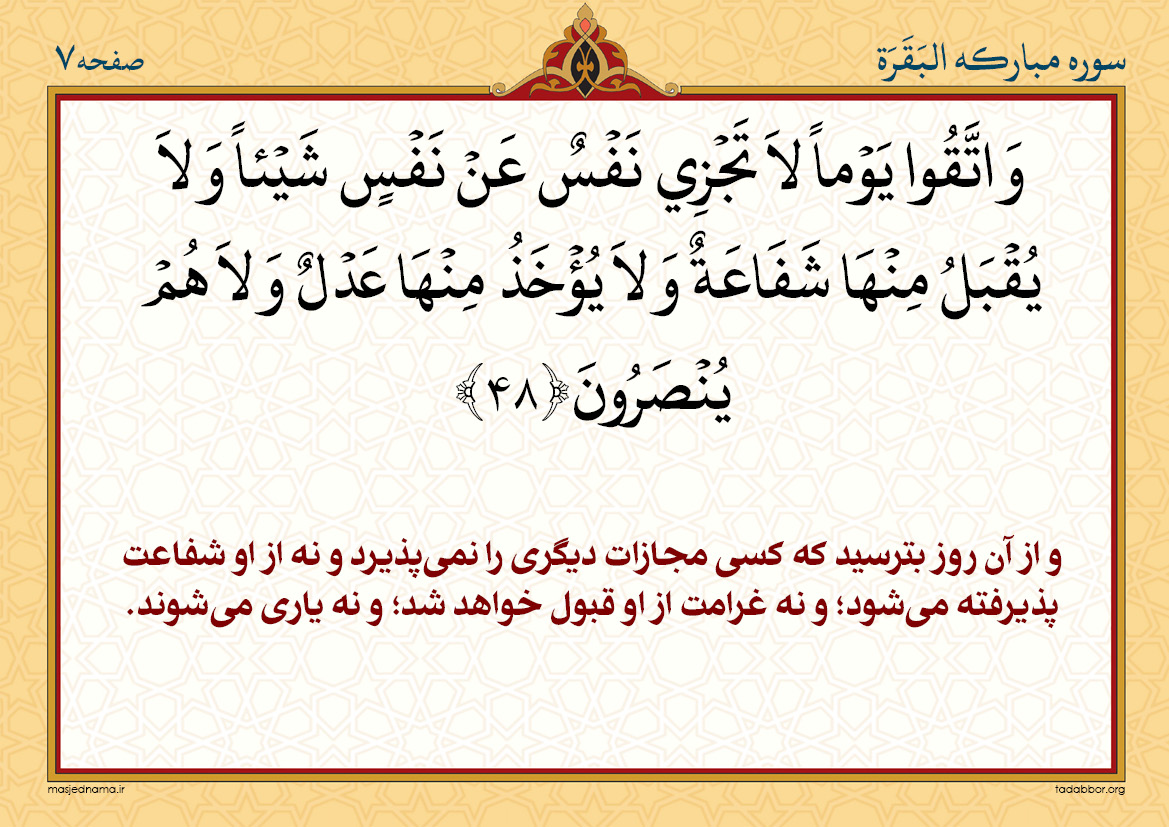 سوره مبارکه البَقَرَة
صفحه ۷
وَاتَّقُوا يَوْماً لاَ تَجْزِي نَفْسٌ عَنْ نَفْسٍ شَيْئاً وَلاَ
يُقْبَلُ مِنْهَا شَفَاعَةٌ وَلاَ يُؤْخَذُ مِنْهَا عَدْلٌ وَلاَ هُمْ
يُنْصَرُونَ ﴿۴۸﴾
و از آن روز بترسید که کسی مجازات دیگری را نمی‌پذیرد و نه از او شفاعت
پذیرفته می‌شود؛ و نه غرامت از او قبول خواهد شد؛ و نه یاری می‌شوند.
masjednama.ir
tadabbor.org